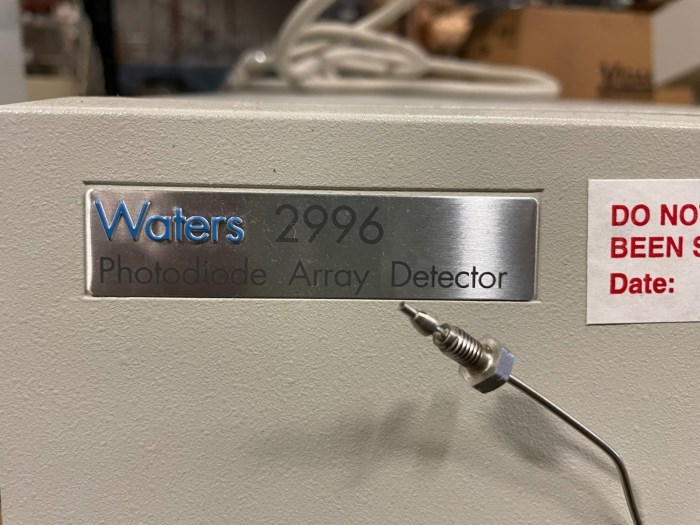 Waters 2996
Photodiode Array Detector
DO NO
BEEN S
Date: